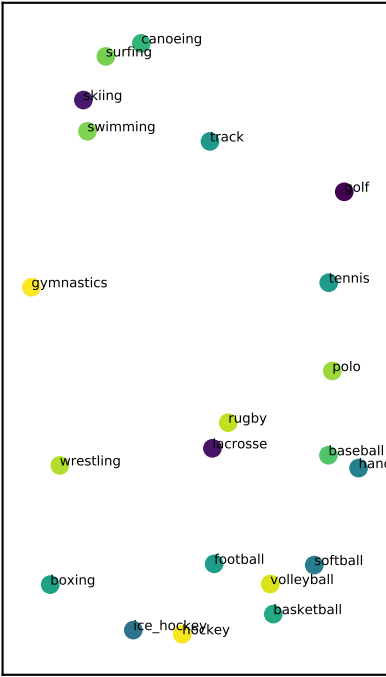 canoeing
surfing
skiing
swimming
track
golf
tennis
gymnastics
polo
rugby
lacrosse
baseball
wrestling
football
softball
boxing
volleyball
basketball
ice_hockey
hockey